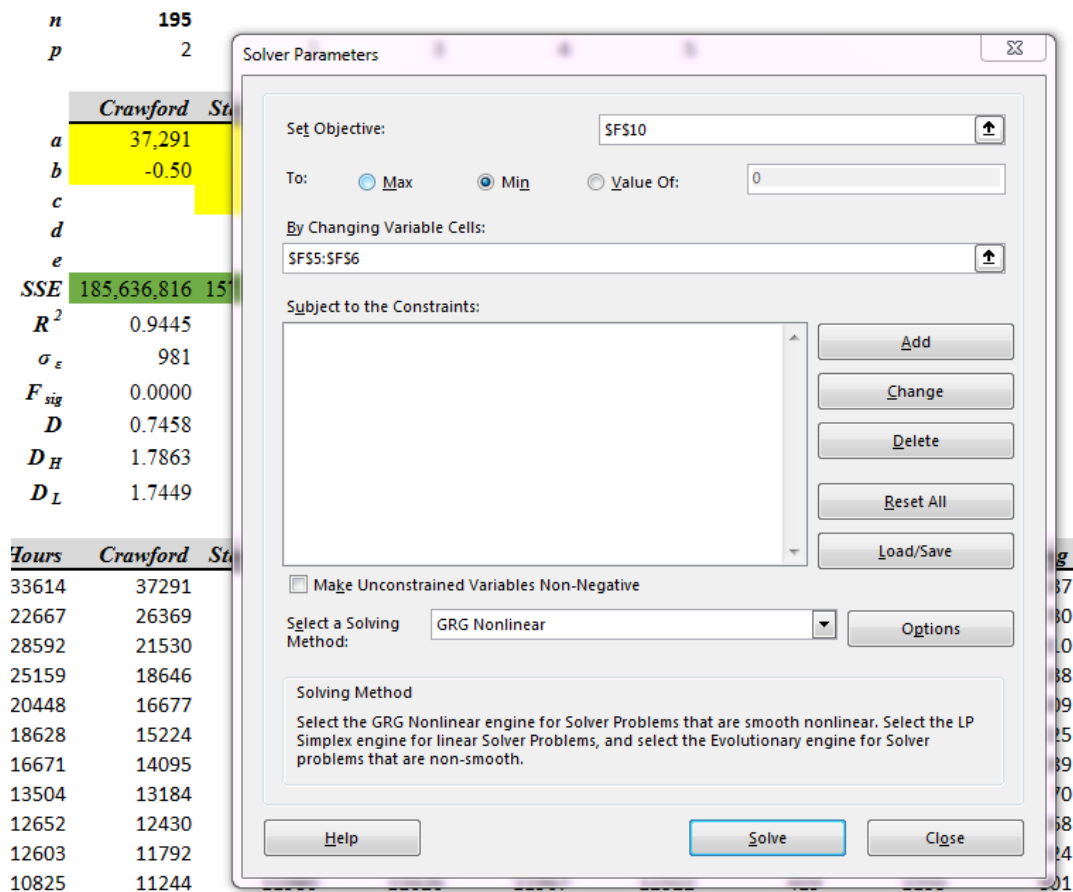 n 195
p 2 3 4 5
Solver Parameters
Crawford
a 37,291
b -0.50
c
d
e
SSE 185,636,816
R 2 0.9445
σ ε 981
F sig 0.0000
D 0.7458
D H 1.7863
D L 1.7449
Set Objective: $F$10
To: Max Min Value Of: 0
By Changing Variable Cells:
$F$5:$F$6
Subject to the Constraints:
Add
Change
Delete
Reset All
Load/Save
Make Unconstrained Variables Non-Negative
Select a Solving
Method:
GRG Nonlinear
Options
Solving Method
Select the GRG Nonlinear engine for Solver Problems that are smooth nonlinear. Select the LP
Simplex engine for linear Solver Problems, and select the Evolutionary engine for Solver
problems that are non-smooth.
Help Solve Close
Hours Crawford
33614 37291
22667 26369
28592 21530
25159 18646
20448 16677
18628 15224
16671 14095
13504 13184
12652 12430
12603 11792
10825 11244